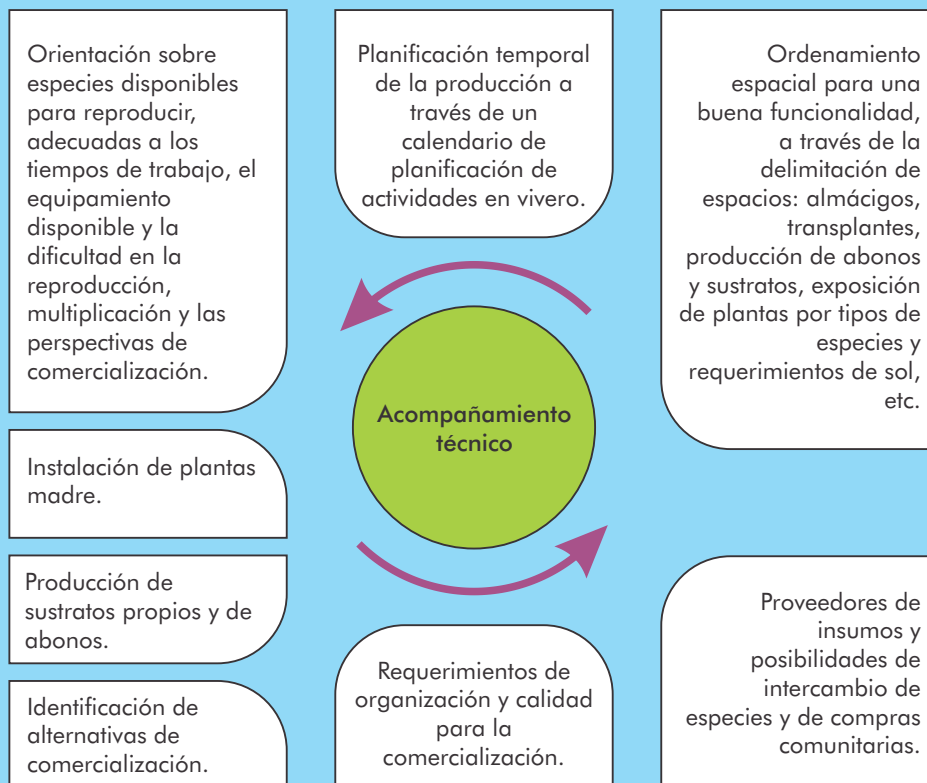 Orientación sobre
especies disponibles
para reproducir,
adecuadas a los
tiempos de trabajo, el
equipamiento
disponible y la
dificultad en la
reproducción,
multiplicación y las
perspectivas de
comercialización.
Planificación temporal
de la producción a
través de un
calendario de
planificación de
actividades en vivero.
Ordenamiento
espacial para una
buena funcionalidad,
a través de la
delimitación de
espacios: almácigos,
transplantes,
producción de abonos
y sustratos, exposición
de plantas por tipos de
especies y
requerimientos de sol,
etc.
Acompañamiento
técnico
Instalación de plantas
madre.
Producción de
sustratos propios y de
abonos.
Identificación de
alternativas de
comercialización.
Requerimientos de
organización y calidad
para la
comercialización.
Proveedores de
insumos y
posibilidades de
intercambio de
especies y de compras
comunitarias.